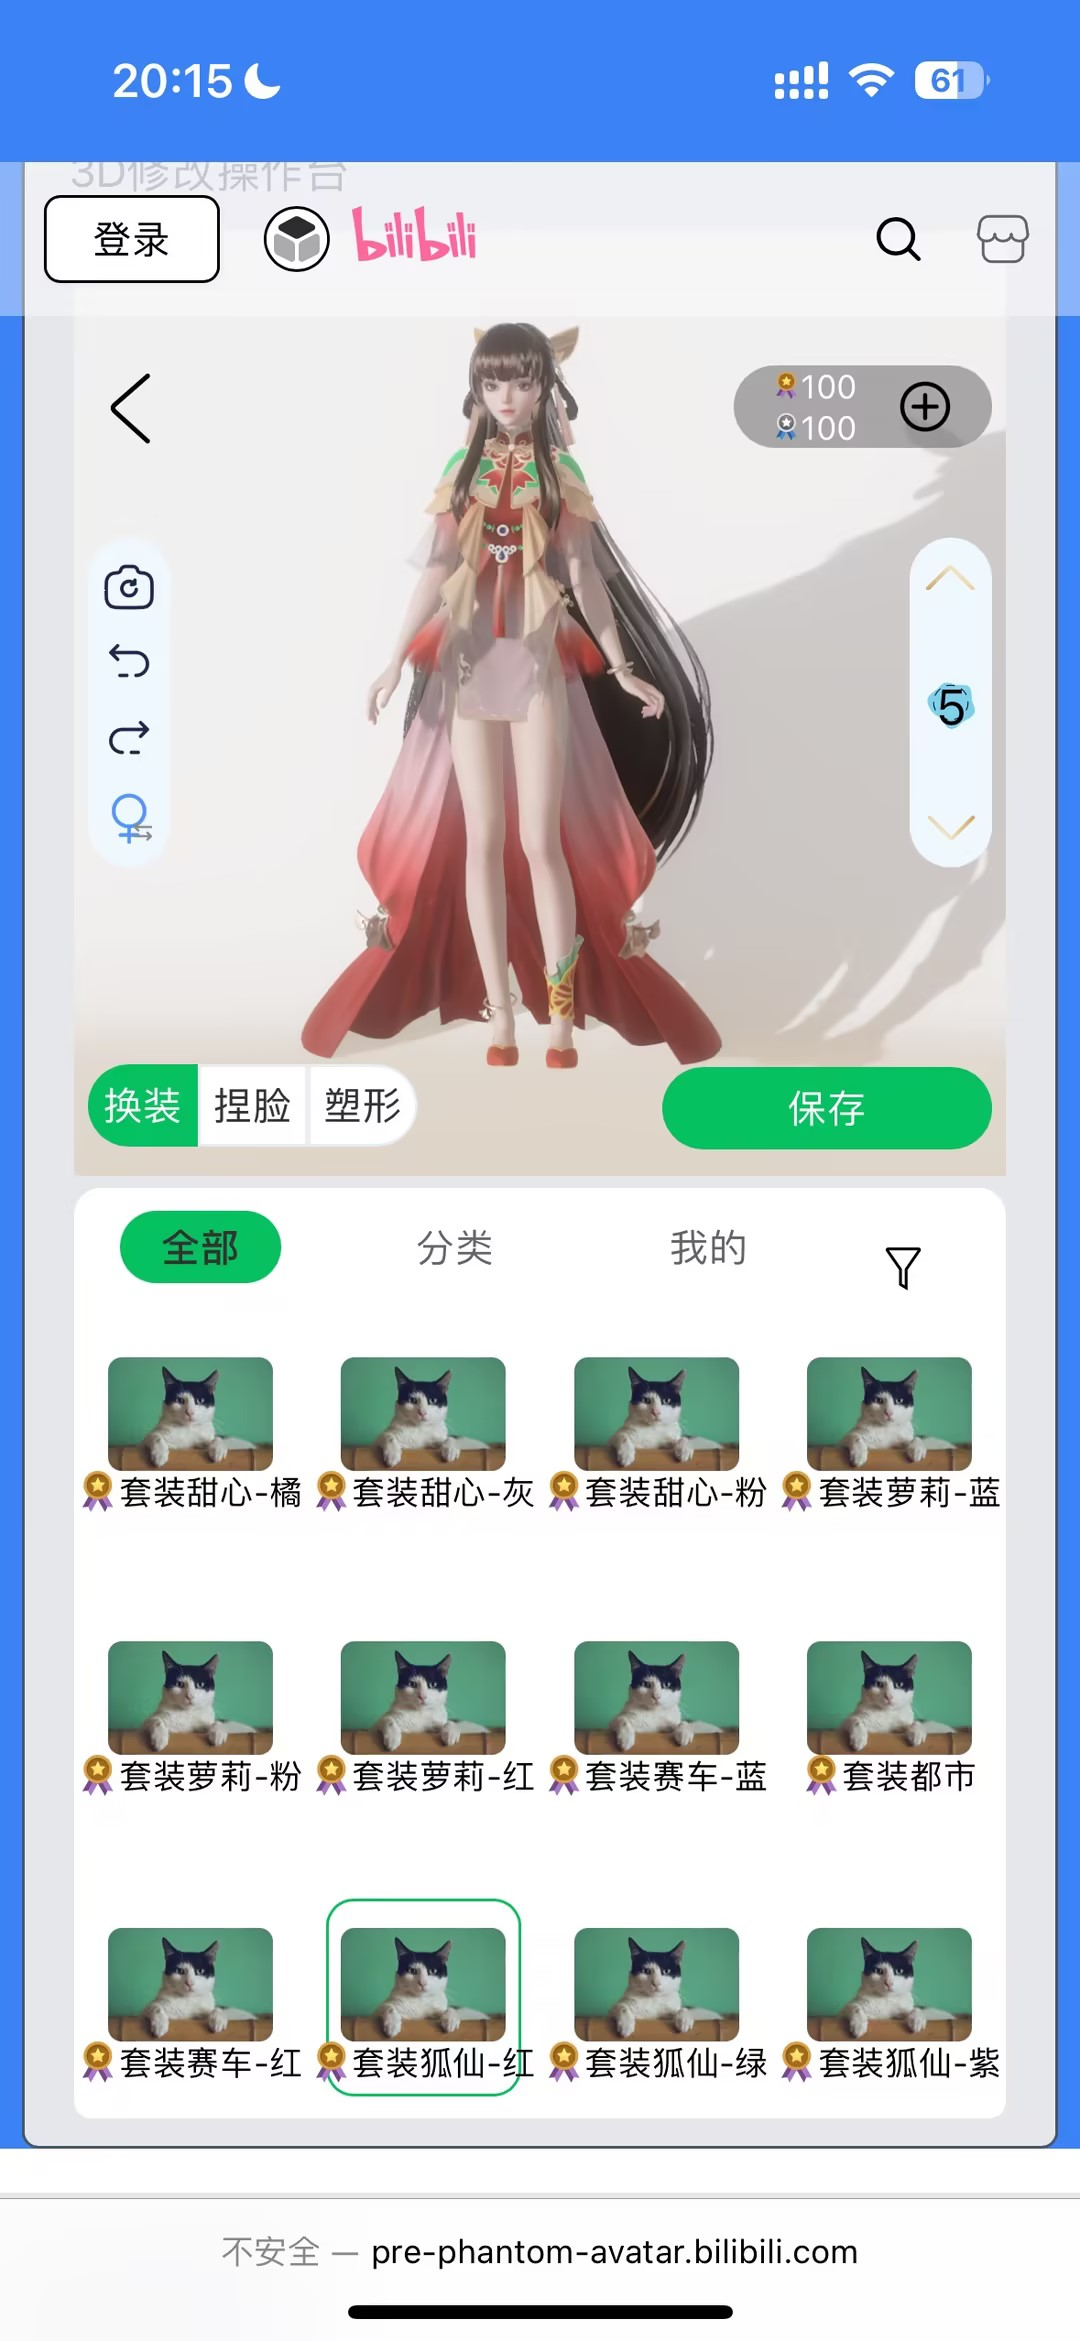 20:15
61
3D修改操作台
登录
bilibili
100
100
5
换装
捏脸
塑形
保存
全部
分类
我的
套装甜心-橘
套装甜心-灰
套装甜心-粉
套装萝莉-蓝
套装萝莉-粉
套装萝莉-红
套装赛车-蓝
套装都市
套装赛车-红
套装狐仙-红
套装狐仙-绿
套装狐仙-紫
不安全 — pre-phantom-avatar.bilibili.com